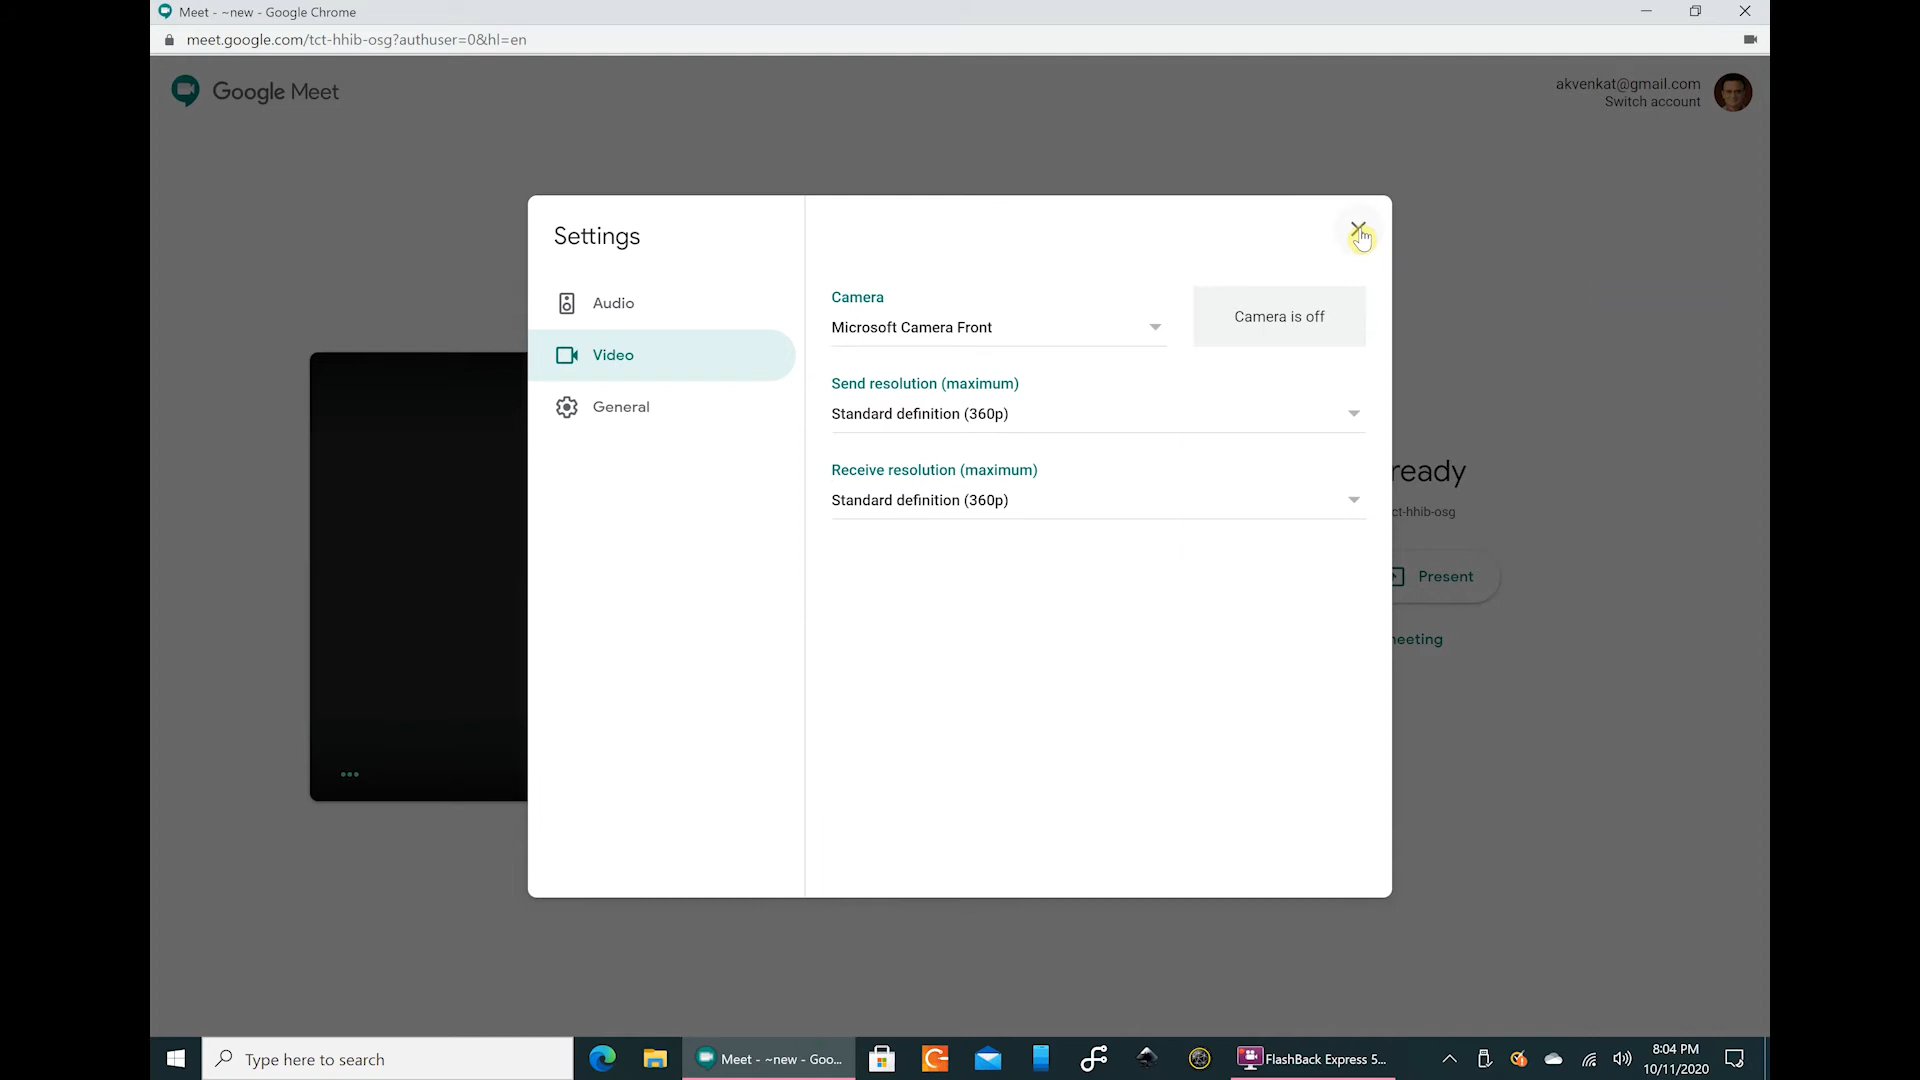 Meet - ~new - Google Chrome
meet.google.com/tct-hhib-osg?authuser=0&hl=en
Google Meet
akvenkat@gmail.com
Switch account
Settings
Audio
Video
General
Camera
Microsoft Camera Front
Camera is off
Send resolution (maximum)
Standard definition (360p)
Receive resolution (maximum)
Standard definition (360p)
ready
ct-hhib-osg
Present
eeting
Type here to search
Meet - ~new - Goo...
FlashBack Express 5...
8:04 PM
10/11/2020